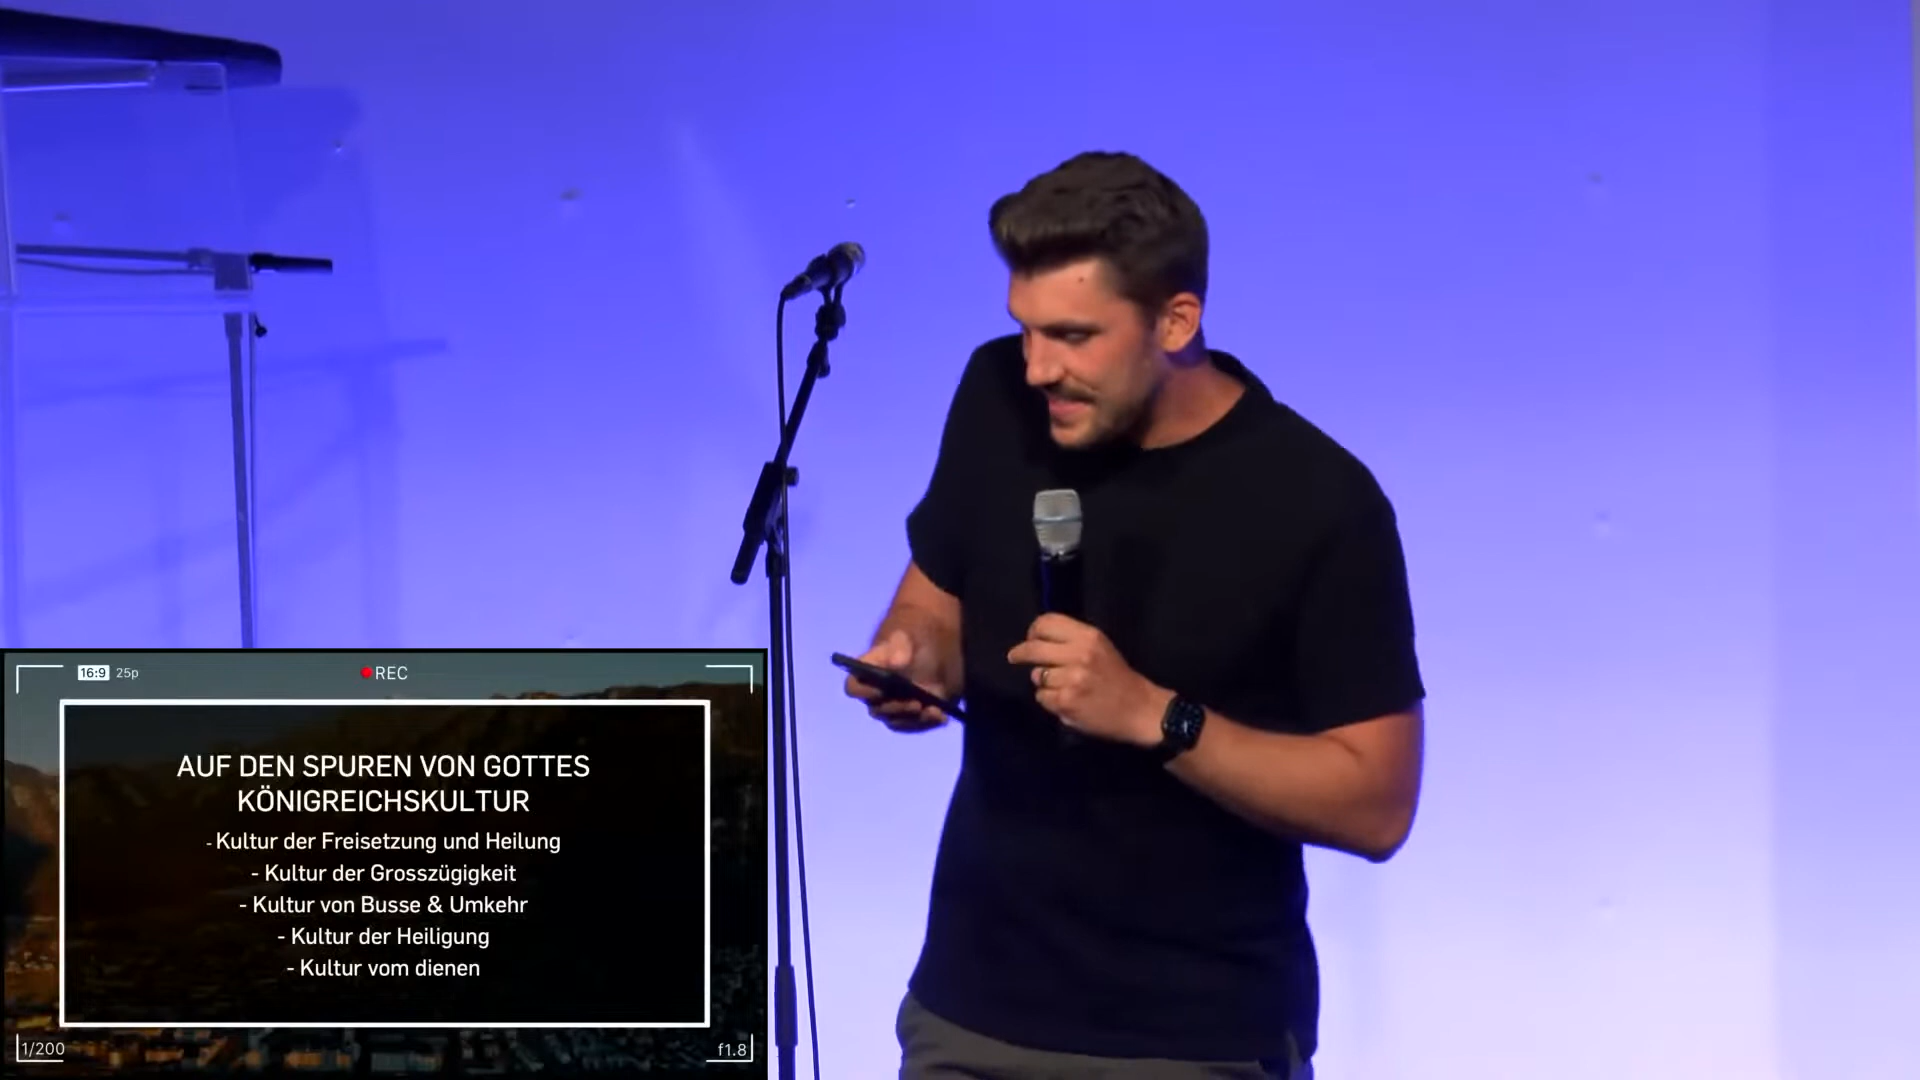 16:9 25p REC
AUF DEN SPUREN VON GOTTES
KÖNIGREICHSKULTUR
- Kultur der Freisetzung und Heilung
- Kultur der Grosszügigkeit
- Kultur von Busse & Umkehr
- Kultur der Heiligung
- Kultur vom dienen
1/200 f1.8